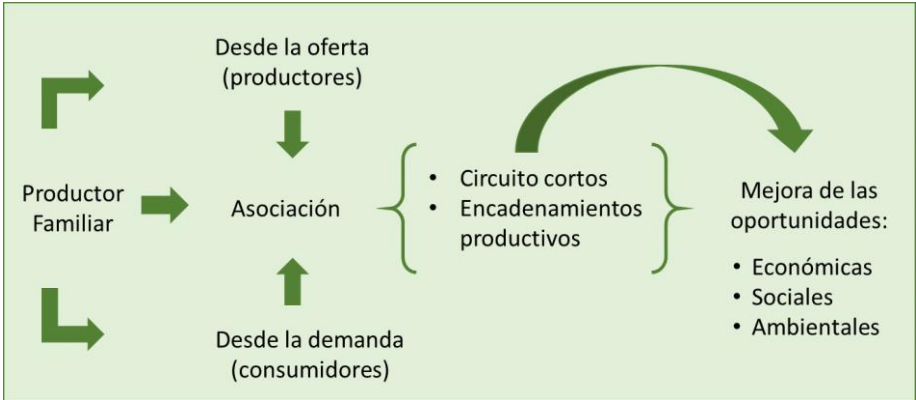 Desde la oferta
(productores)
Productor
Familiar
Asociación
• Circuito cortos
• Encadenamientos
productivos
Mejora de las
oportunidades:
• Económicas
• Sociales
• Ambientales
Desde la demanda
(consumidores)